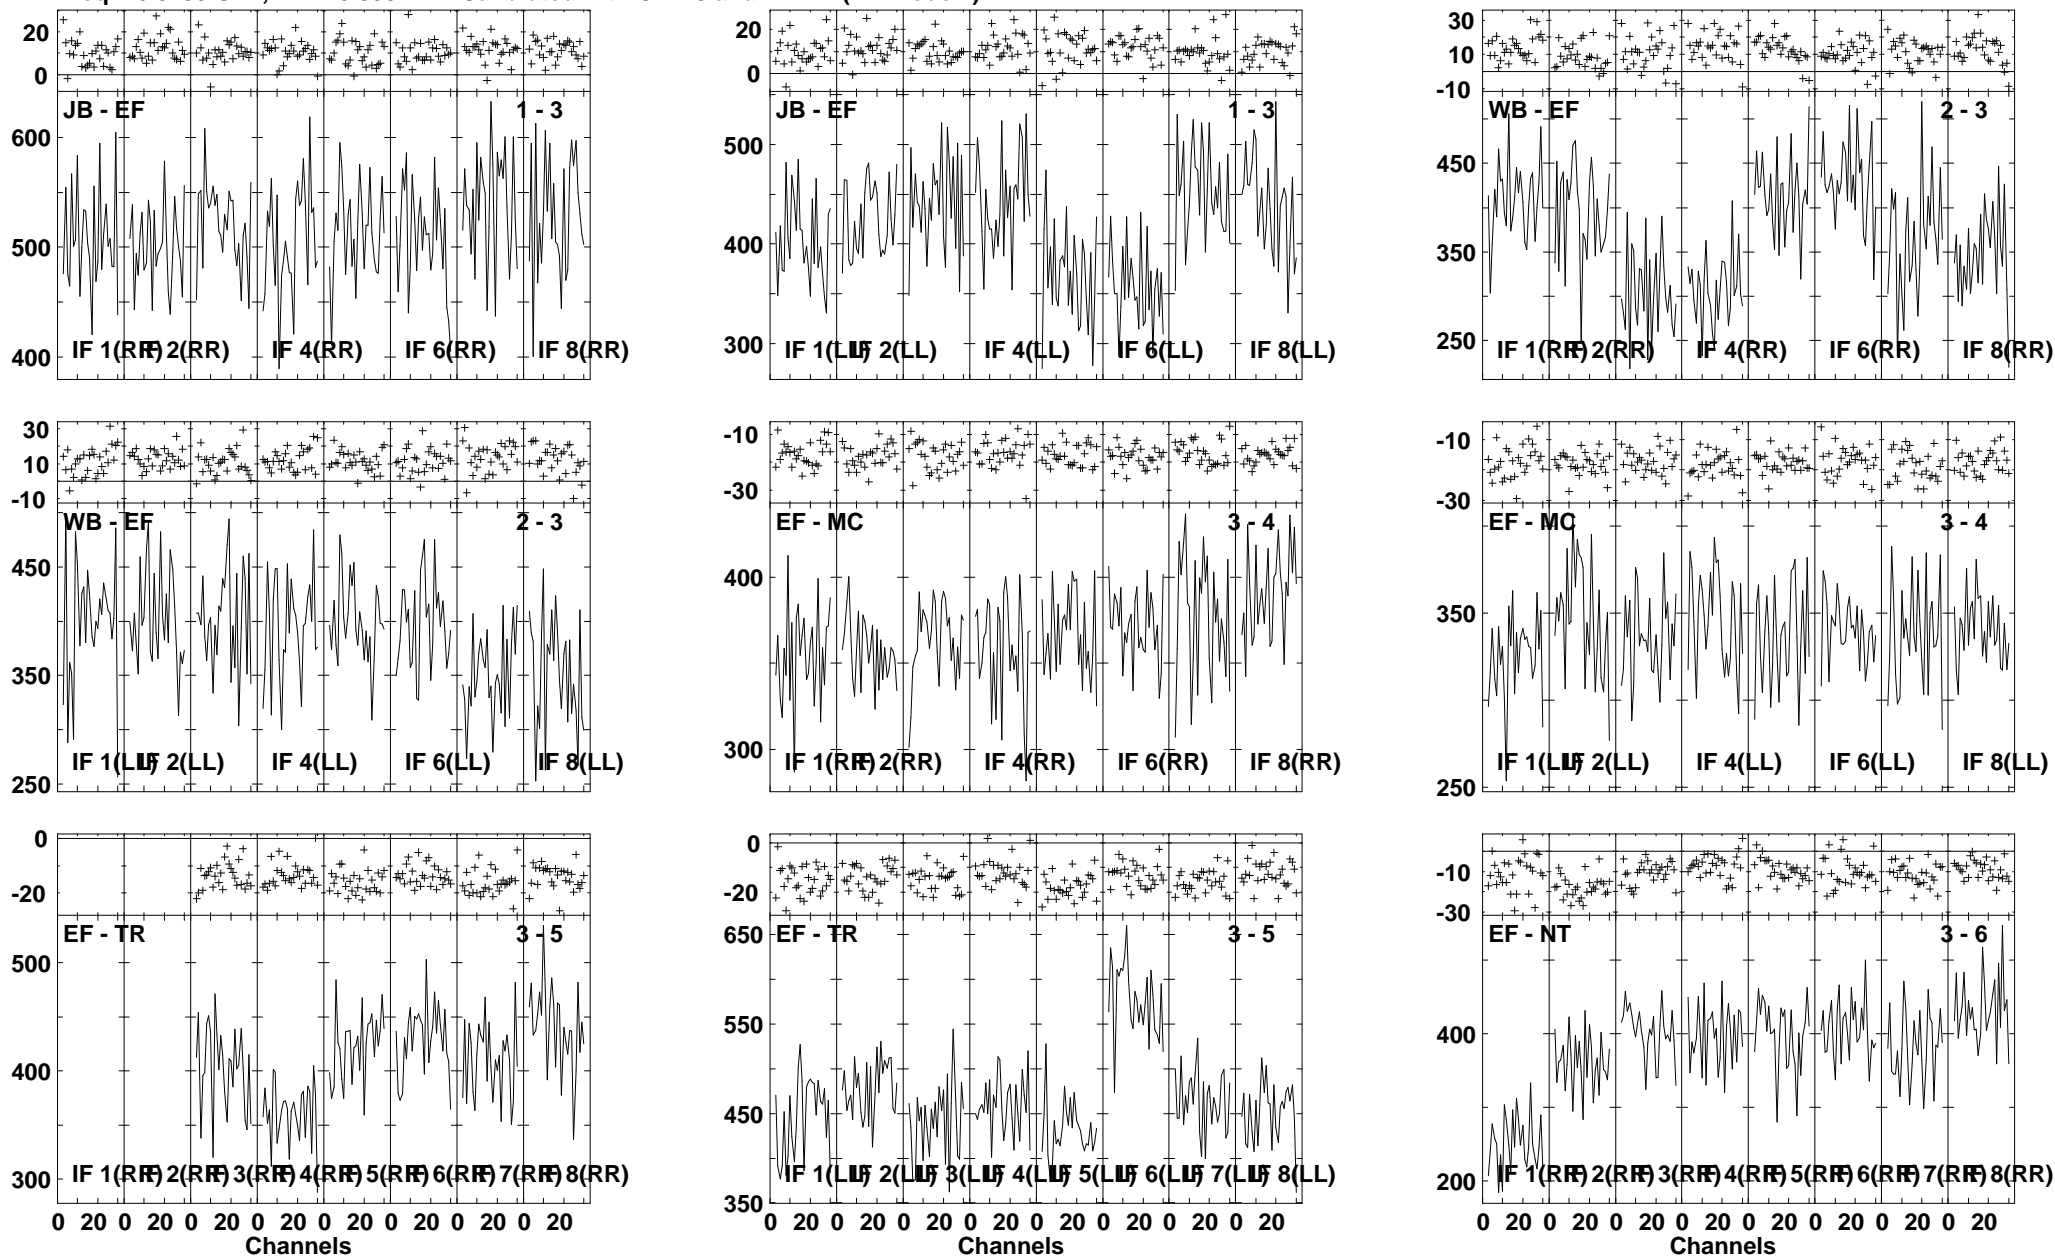 20
0
JB - EF
1 - 3
600
500
400
IF 1(RR)
IF 2(RR)
IF 4(RR)
IF 6(RR)
IF 8(RR)
20
0
JB - EF
1 - 3
500
400
300
IF 1(LL)
IF 2(LL)
IF 4(LL)
IF 6(LL)
IF 8(LL)
30
10
-10
WB - EF
2 - 3
450
350
250
IF 1(RR)
IF 2(RR)
IF 4(RR)
IF 6(RR)
IF 8(RR)
30
10
-10
WB - EF
2 - 3
450
350
250
IF 1(LL)
IF 2(LL)
IF 4(LL)
IF 6(LL)
IF 8(LL)
-10
-30
EF - MC
3 - 4
400
300
IF 1(RR)
IF 2(RR)
IF 4(RR)
IF 6(RR)
IF 8(RR)
-10
-30
EF - MC
3 - 4
350
250
IF 1(LL)
IF 2(LL)
IF 4(LL)
IF 6(LL)
IF 8(LL)
0
-20
EF - TR
3 - 5
500
400
300
IF 1(RR)
IF 2(RR)
IF 3(RR)
IF 4(RR)
IF 5(RR)
IF 6(RR)
IF 7(RR)
IF 8(RR)
0 20 0 20 0 20 0 20 0 20 0 20 0 20 0 20
Channels
0
-20
EF - TR
3 - 5
650
550
450
350
IF 1(LL)
IF 2(LL)
IF 3(LL)
IF 4(LL)
IF 5(LL)
IF 6(LL)
IF 7(LL)
IF 8(LL)
0 20 0 20 0 20 0 20 0 20 0 20 0 20 0 20
Channels
-10
-30
EF - NT
3 - 6
400
200
IF 1(RR)
IF 2(RR)
IF 3(RR)
IF 4(RR)
IF 5(RR)
IF 6(RR)
IF 7(RR)
IF 8(RR)
0 20 0 20 0 20 0 20 0 20 0 20 0 20 0 20
Channels